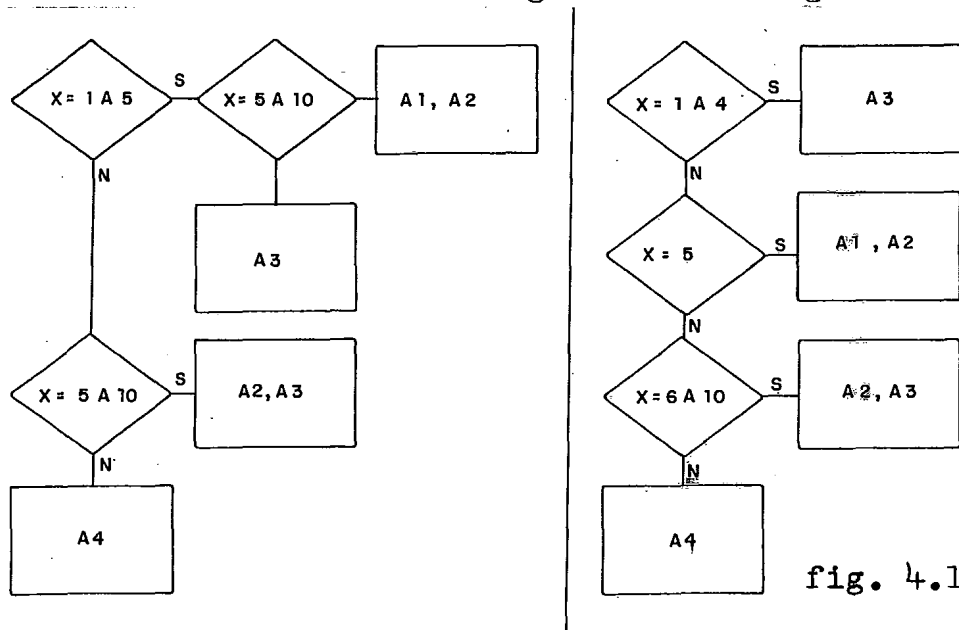 X= 1 A 5
S
X= 5 A 10
A1, A2
N
A3
X= 5 A 10
S
A2, A3
N
A4
X= 1 A 4
S
A3
N
X= 5
S
A1 , A2
N
X=6 A 10
S
A2, A3
N
A4
fig. 4.1